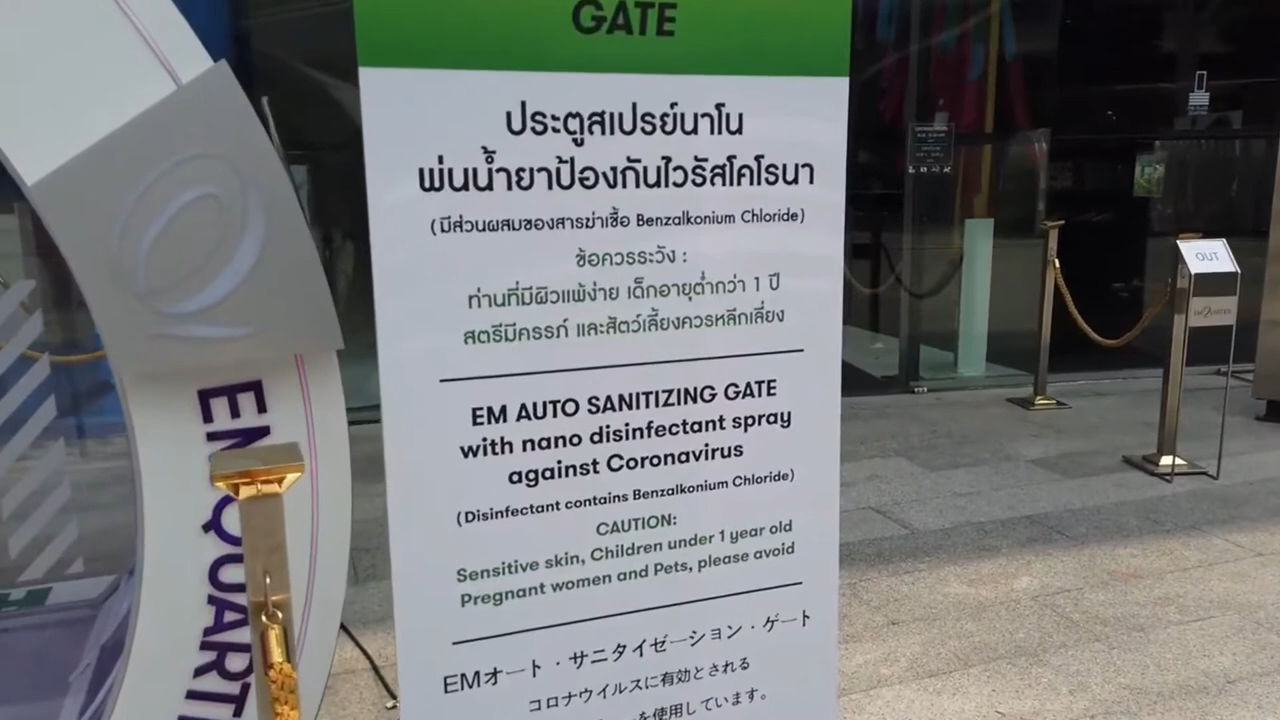 GATE
ประตูสเปรย์นาโน
พ่นน้ำยาป้องกันไวรัสโคโรนา
(มีส่วนผสมของสารฆ่าเชื้อ Benzalkonium Chloride)
ข้อควรระวัง :
ท่านที่มีผิวแพ้ง่าย เด็กอายุต่ำกว่า 1 ปี
สตรีมีครรภ์ และสัตว์เลี้ยงควรหลีกเลี่ยง
EM AUTO SANITIZING GATE
with nano disinfectant spray
against Coronavirus
(Disinfectant contains Benzalkonium Chloride)
CAUTION:
Sensitive skin, Children under 1 year old
Pregnant women and Pets, please avoid
EMオート・サニタイゼーション・ゲート
コロナウイルスに有効とされる
を使用しています。
OUT